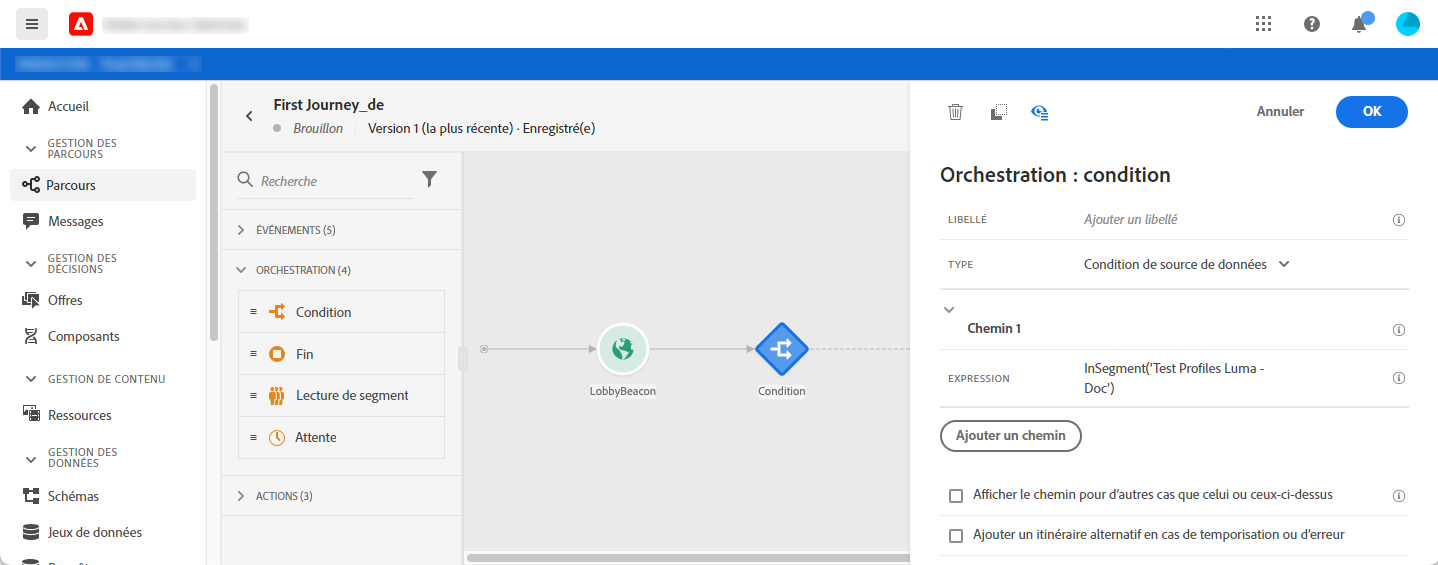 Accueil
GESTION DES
PARCOURS
Parcours
Messages
GESTION DES
DÉCISIONS
Offres
Composants
GESTION DE CONTENU
Ressources
GESTION DES
DONNÉES
Schémas
Jeux de données
First Journey_de
Brouillon Version 1 (la plus récente) · Enregistré(e)
Recherche
ÉVÉNEMENTS (5)
ORCHESTRATION (4)
Condition
Fin
Lecture de segment
Attente
ACTIONS (3)
LobbyBeacon
Condition
Annuler
OK
Orchestration : condition
LIBELLÉ Ajouter un libellé
TYPE Condition de source de données
Chemin 1
EXPRESSION InSegment('Test Profiles Luma -
Doc')
Ajouter un chemin
Afficher le chemin pour d’autres cas que celui ou ceux-ci-dessus
Ajouter un itinéraire alternatif en cas de temporisation ou d’erreur